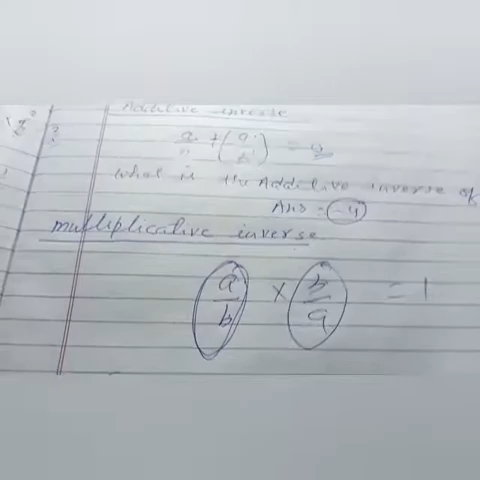 Additive inverse
a + (a/b) = 0
What is the Additive inverse of
Ans = -4
multiplicative inverse
a/b × b/a = 1